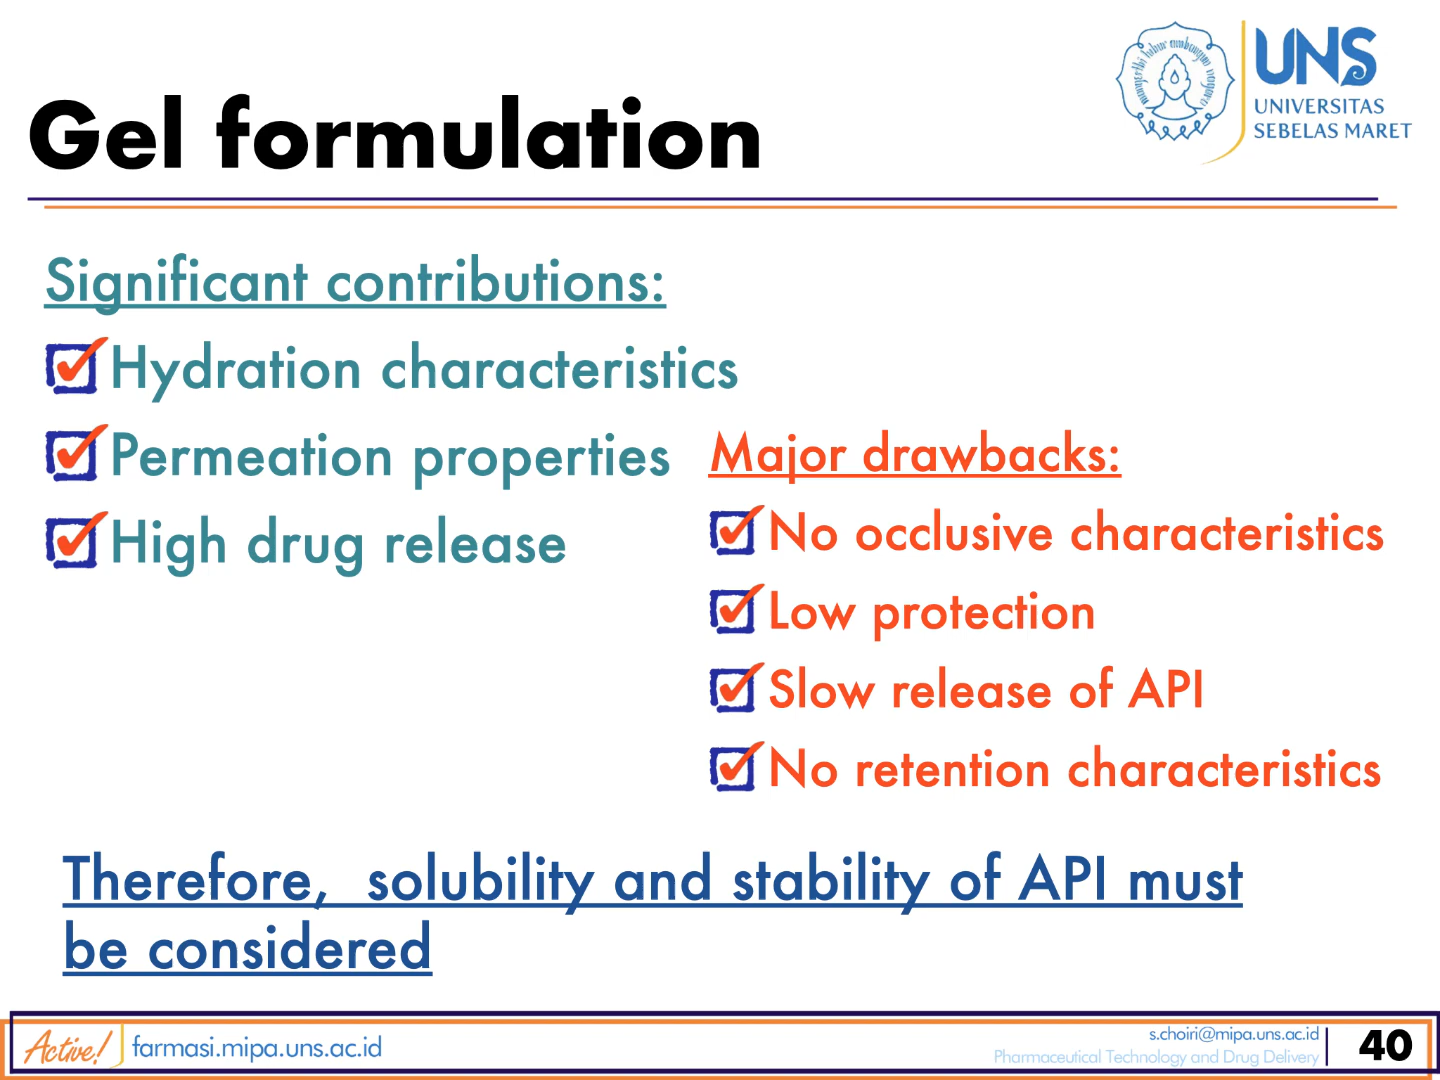 UNS
UNIVERSITAS
SEBELAS MARET
Gel formulation
Significant contributions:
Hydration characteristics
Permeation properties
High drug release
Major drawbacks:
No occlusive characteristics
Low protection
Slow release of API
No retention characteristics
Therefore,  solubility and stability of API must
be considered
Active!
farmasi.mipa.uns.ac.id
s.choiri@mipa.uns.ac.id
Pharmaceutical Technology and Drug Delivery
40